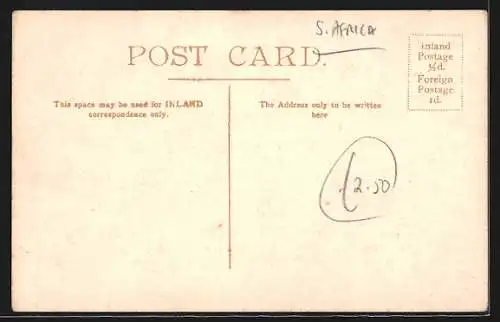 S. AFRICA
POST CARD.
Inland
Postage
½d.
Foreign
Postage
1d.
This space may be used for INLAND
correspondence only.
The Address only to be written
here
2.50